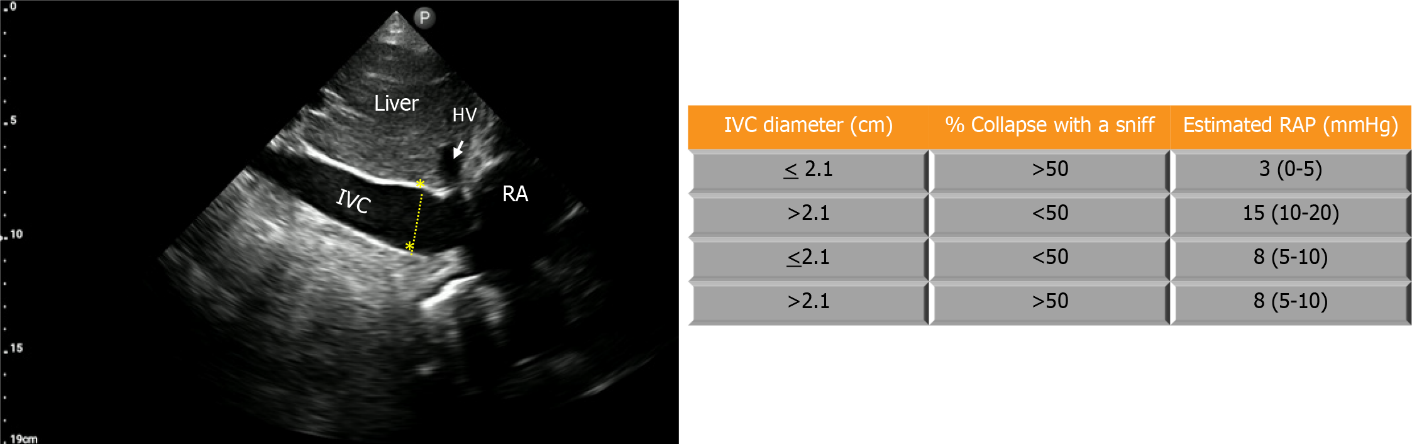 0
P
Liver
HV
5
IVC
RA
10
15
19cm
IVC diameter (cm) % Collapse with a sniff Estimated RAP (mmHg)
≤ 2.1 >50 3 (0-5)
>2.1 <50 15 (10-20)
≤2.1 <50 8 (5-10)
>2.1 >50 8 (5-10)